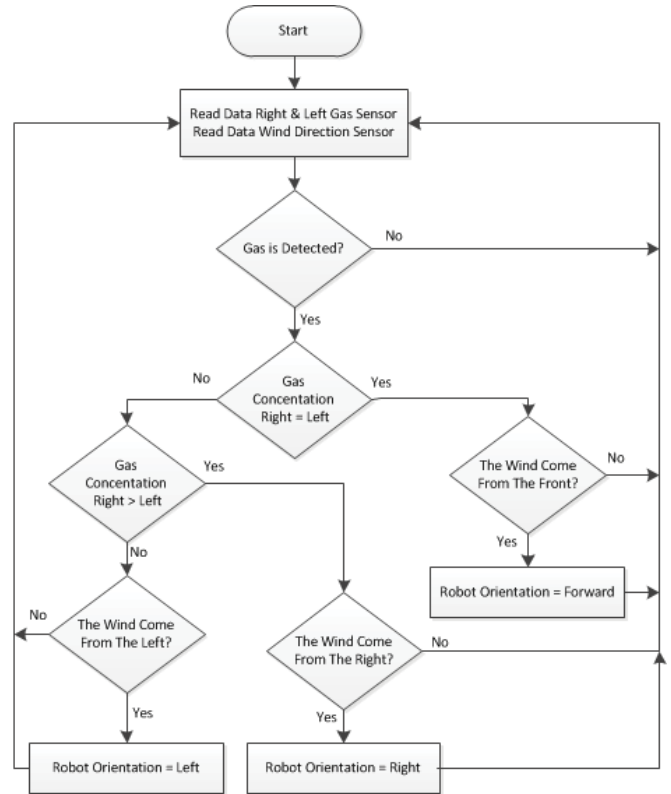 Start
Read Data Right & Left Gas Sensor
Read Data Wind Direction Sensor
Gas is Detected?
No
Yes
Gas
Concentation
Right = Left
No
Yes
Gas
Concentation
Right > Left
Yes
No
The Wind Come
From The Front?
No
Yes
Robot Orientation = Forward
The Wind Come
From The Left?
No
Yes
The Wind Come
From The Right?
No
Yes
Robot Orientation = Left
Robot Orientation = Right